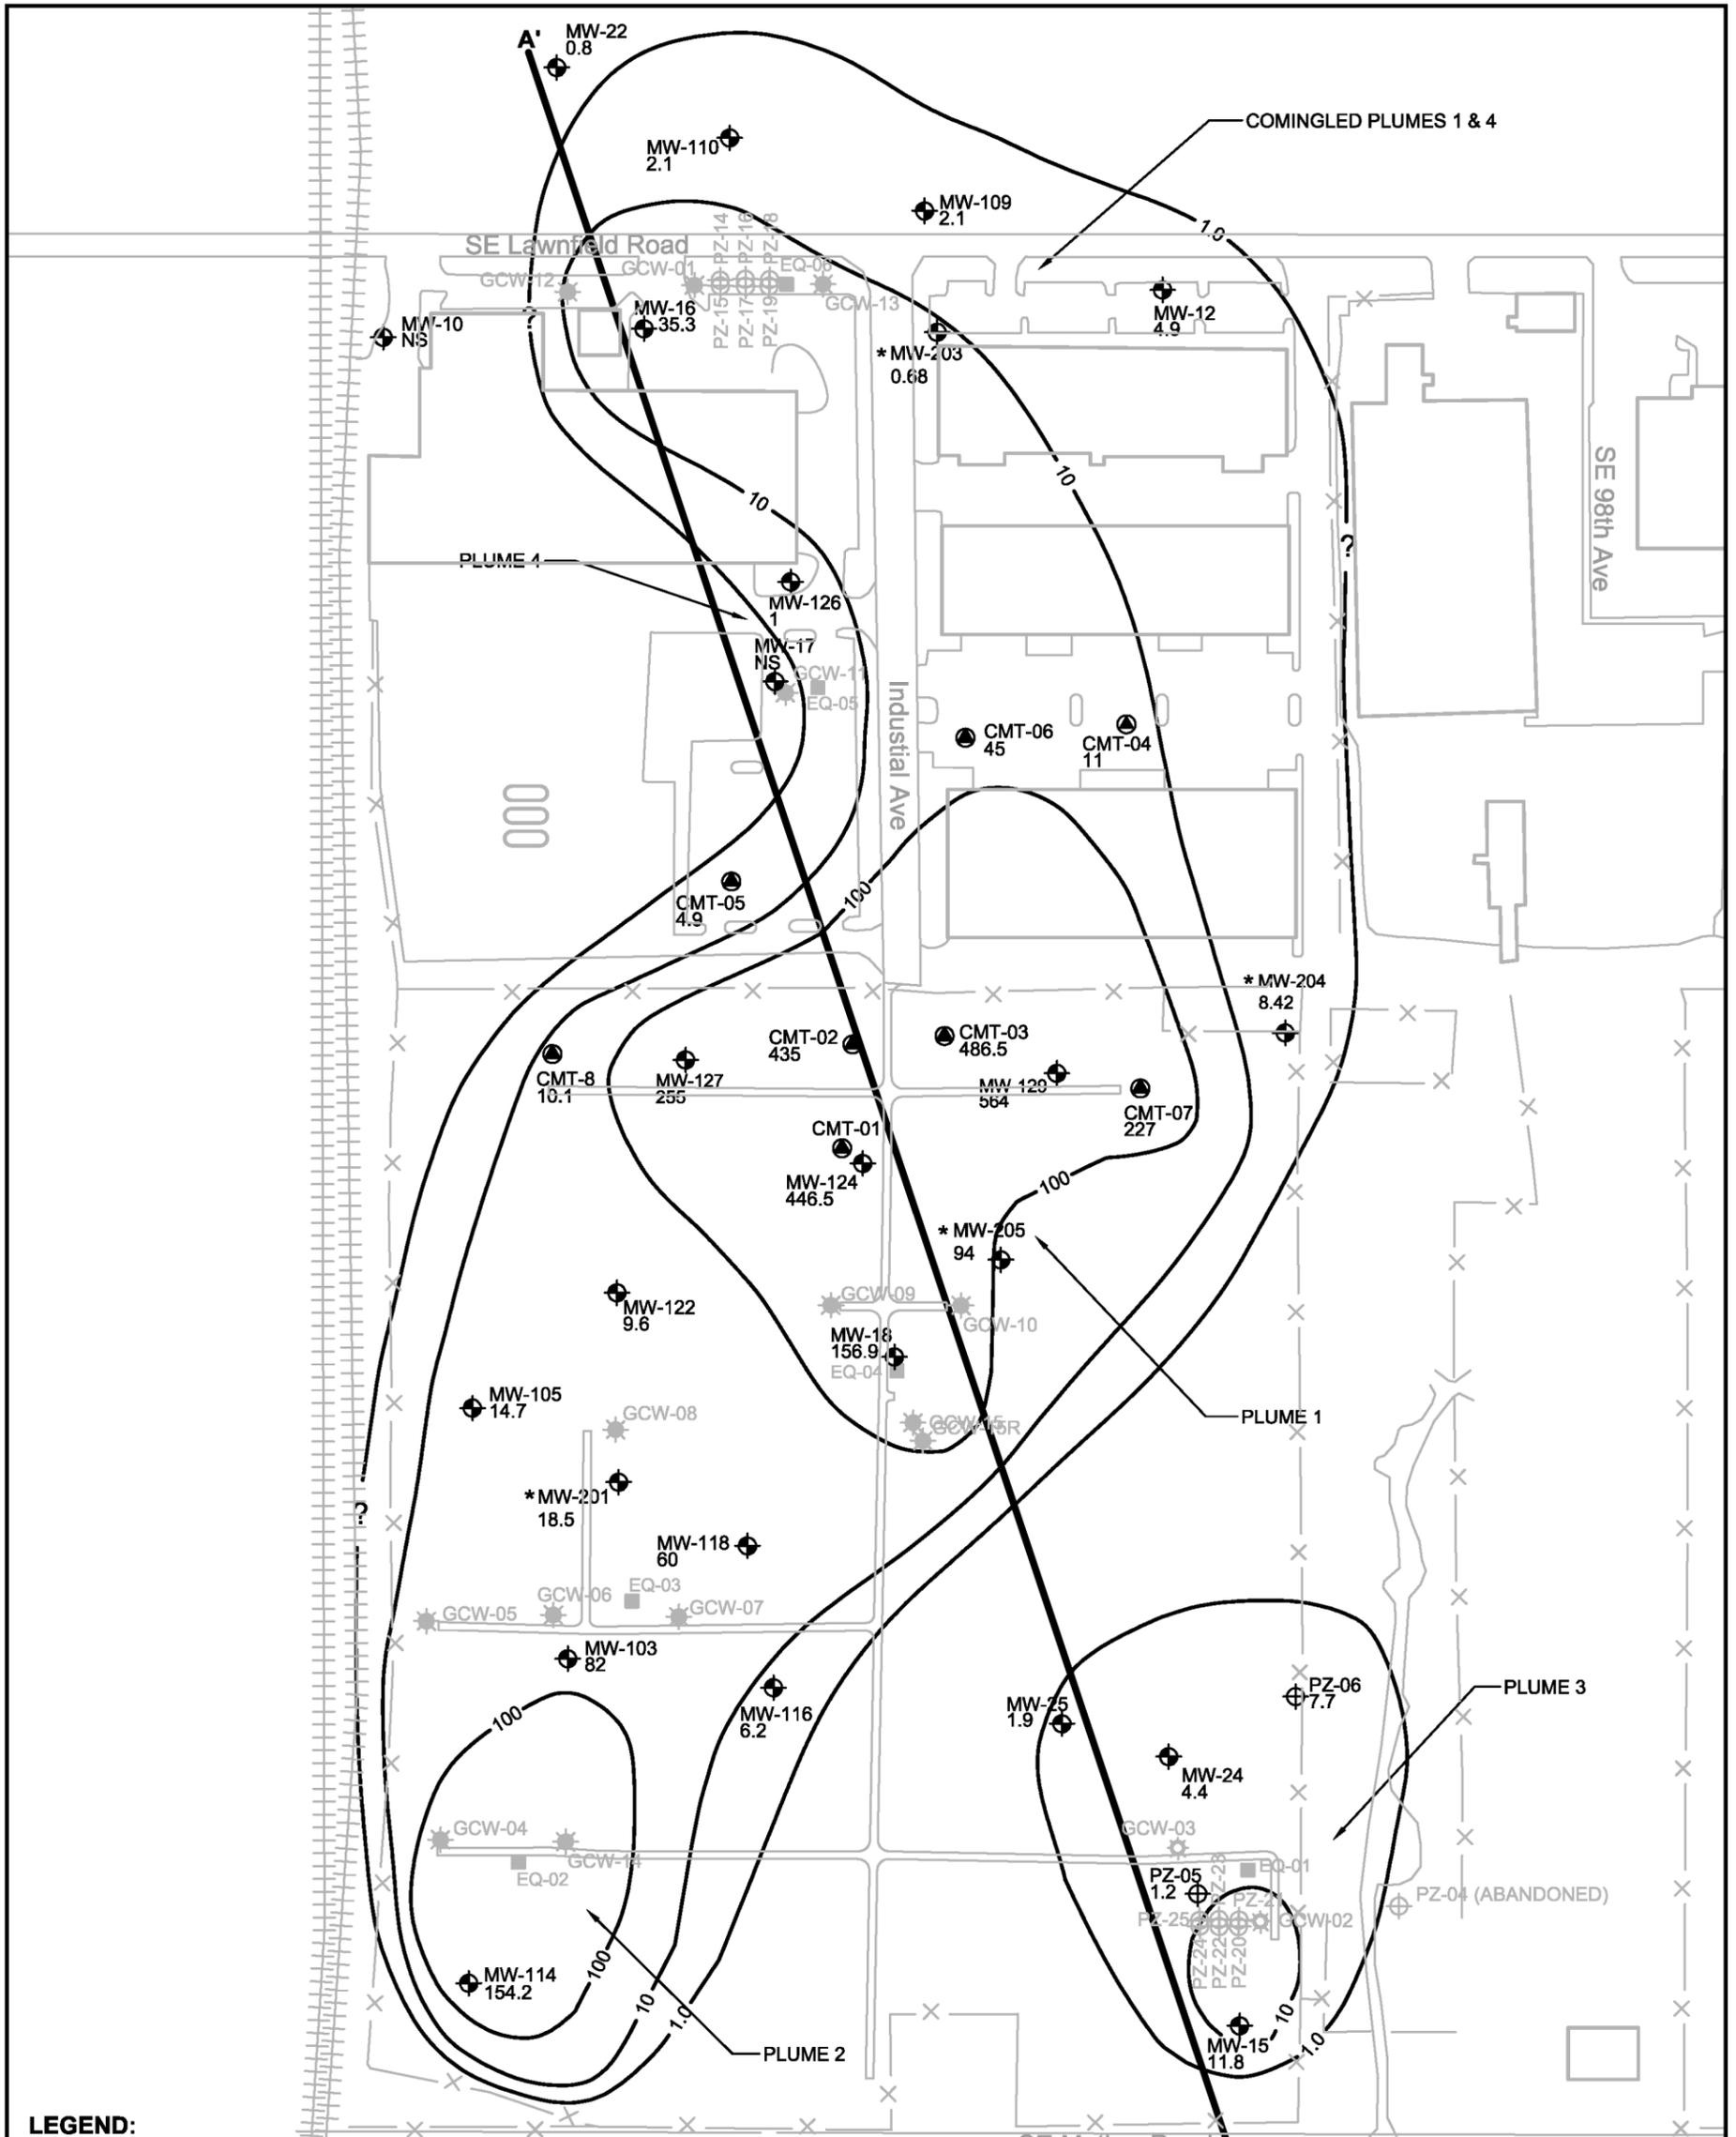 A'
MW-22
0.8
COMINGLED PLUMES 1 & 4
MW-110
2.1
MW-109
2.1
1.0
SE Lawnfield Road
PZ-14
PZ-16
PZ-18
GCW-12
GCW-01
EQ-06
GCW-13
PZ-15
PZ-17
PZ-19
MW-10
NS
MW-16
35.3
?
MW-12
4.9
* MW-203
0.68
10
10
SE 98th Ave
?
PLUME 4
MW-126
1
MW-17
NS
GCW-11
EQ-05
Industial Ave
CMT-06
45
CMT-04
11
CMT-05
4.9
100
* MW-204
8.42
CMT-02
435
CMT-03
486.5
CMT-8
10.1
MW-127
255
MW-129
564
CMT-07
227
CMT-01
MW-124
446.5
100
* MW-205
94
MW-122
9.6
GCW-09
GCW-10
MW-18
156.9
EQ-04
MW-105
14.7
GCW-08
GCW-15
GCW-15R
PLUME 1
?
* MW-201
18.5
MW-118
60
GCW-05
GCW-06
EQ-03
GCW-07
MW-103
82
100
MW-116
6.2
MW-25
1.9
PZ-06
7.7
PLUME 3
MW-24
4.4
GCW-04
GCW-14
EQ-02
GCW-03
EQ-01
PZ-05
1.2
PZ-23
PZ-04 (ABANDONED)
PZ-25
GCW-02
PZ-24
PZ-22
PZ-20
MW-114
154.2
100
10
1.0
PLUME 2
10
1.0
MW-15
11.8
LEGEND: